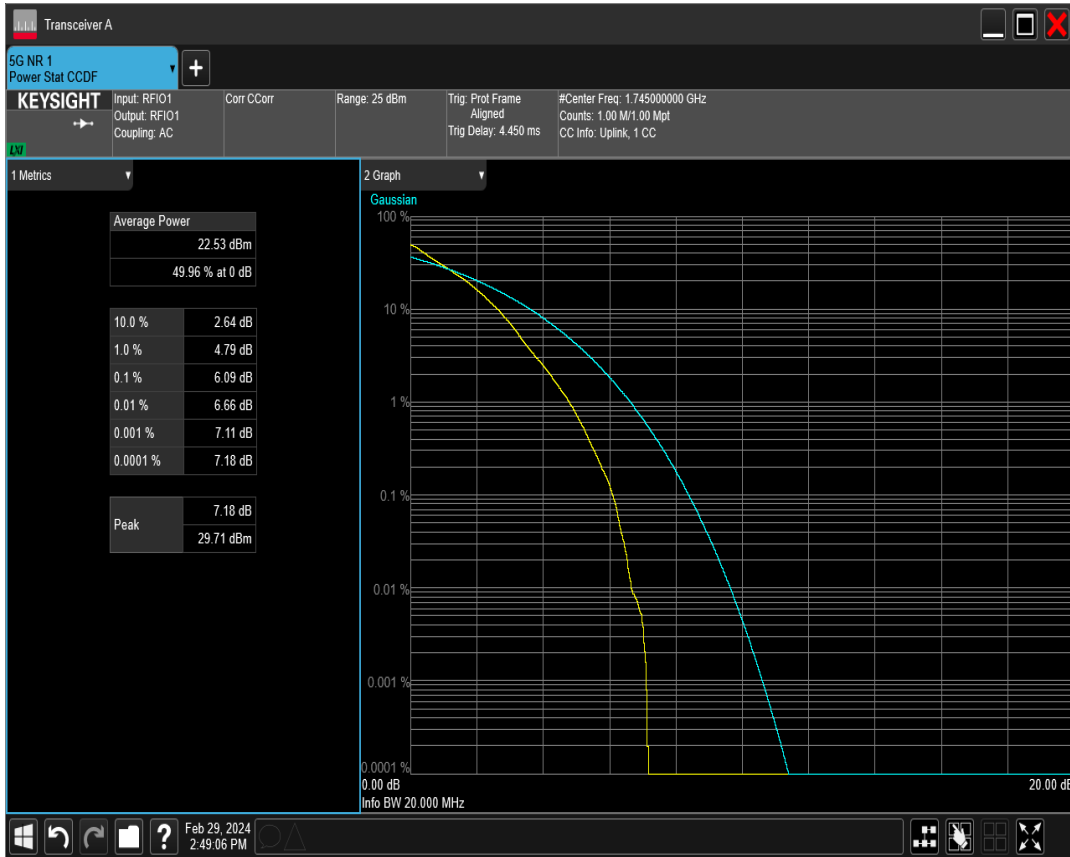 Transceiver A
5G NR 1
Power Stat CCDF
KEYSIGHT
LXI
Input: RFIO1
Output: RFIO1
Coupling: AC
Corr CCorr
Range: 25 dBm
Trig: Prot Frame
Aligned
Trig Delay: 4.450 ms
#Center Freq: 1.745000000 GHz
Counts: 1.00 M/1.00 Mpt
CC Info: Uplink, 1 CC
1 Metrics
Average Power
22.53 dBm
49.96 % at 0 dB
10.0 % 2.64 dB
1.0 % 4.79 dB
0.1 % 6.09 dB
0.01 % 6.66 dB
0.001 % 7.11 dB
0.0001 % 7.18 dB
Peak
7.18 dB
29.71 dBm
2 Graph
Gaussian
100 %
10 %
1 %
0.1 %
0.01 %
0.001 %
0.0001 %
0.00 dB
20.00 dB
Info BW 20.000 MHz
?
Feb 29, 2024
2:49:06 PM